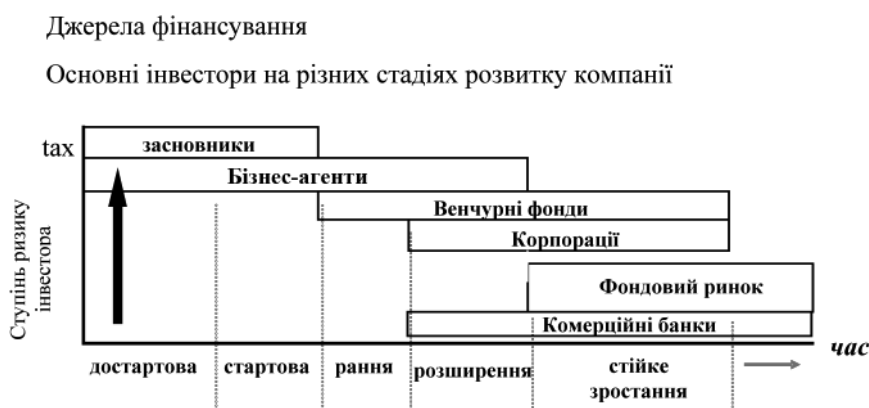 Джерела фінансування
Основні інвестори на різних стадіях розвитку компанії
tax
засновники
Бізнес-агенти
Венчурні фонди
Корпорації
Фондовий ринок
Комерційні банки
Ступінь ризику
інвестора
час
достартова
стартова
рання
розширення
стійке
зростання